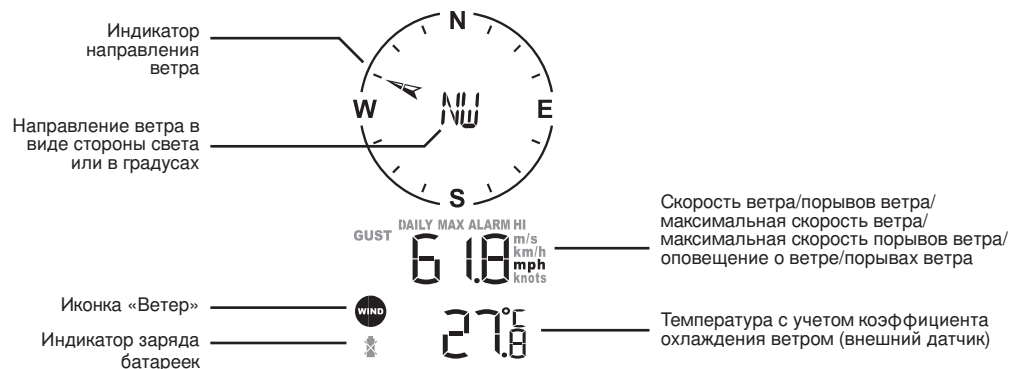 Индикатор
направления
ветра
N
W
NW
E
S
Направление ветра в
виде стороны света
или в градусах
DAILY MAX ALARM HI
GUST
61.8
m/s
km/h
mph
knots
Скорость ветра/порывов ветра/
максимальная скорость ветра/
максимальная скорость порывов ветра/
оповещение о ветре/порывах ветра
Иконка «Ветер»
WIND
Индикатор заряда
батареек
27.8°C
Температура с учетом коэффициента
охлаждения ветром (внешний датчик)